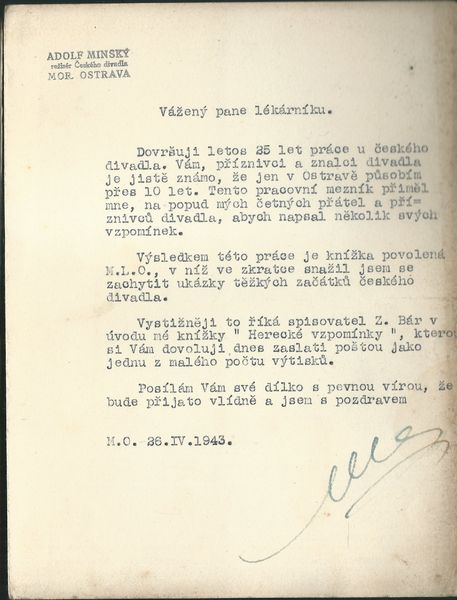 ADOLF MINSKÝ
režisér Českého divadla
MOR. OSTRAVA
Vážený pane lékárníku.
Dovršuji letos 25 let práce u českého
divadla. Vám, příznivci a znalci divadla
je jistě známo, že jen v Ostravě působím
přes 10 let. Tento pracovní mezník přiměl
mne, na popud mých četných přátel a pří=
znivců divadla, abych napsal několik svých
vzpomínek.
Výsledkem této práce je knížka povolená
M.L.O., v níž ve zkratce snažil jsem se
zachytit ukázky těžkých začátků českého
divadla.
Vystižněji to říká spisovatel Z. Bár v
úvodu mé knížky " Herecké vzpomínky ", kterou
si Vám dovoluji dnes zaslati poštou jako
jednu z malého počtu výtisků.
Posílám Vám své dílko s pevnou vírou, že
bude přijato vlídně a jsem s pozdravem
M.O. 26.IV.1943.